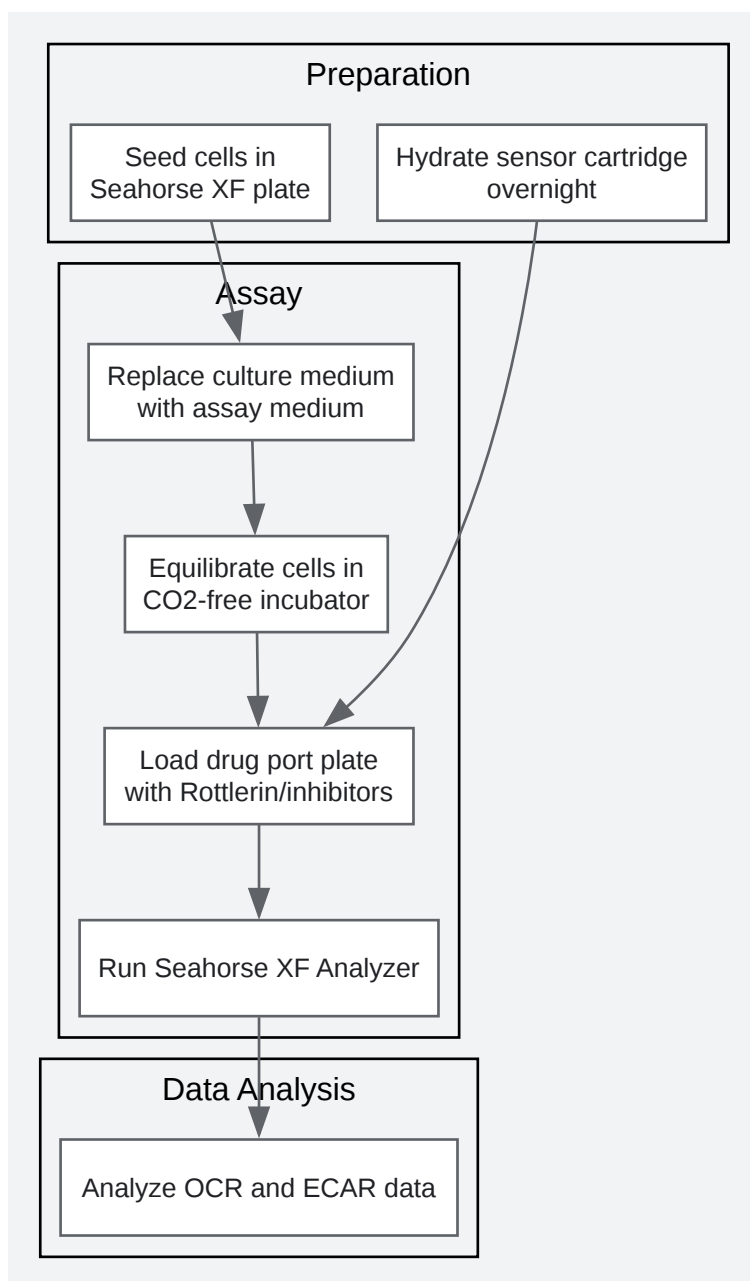 Preparation
Seed cells in
Seahorse XF plate
Hydrate sensor cartridge
overnight
Assay
Replace culture medium
with assay medium
Equilibrate cells in
CO2-free incubator
Load drug port plate
with Rottlerin/inhibitors
Run Seahorse XF Analyzer
Data Analysis
Analyze OCR and ECAR data